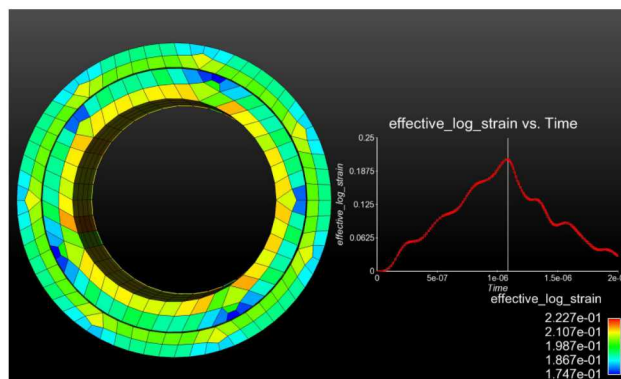 effective_log_strain vs. Time
0.25
0.1875
0.125
0.0625
0
effective_log_strain
0 5e-07 1e-06 1.5e-06 2e-0
Time
effective_log_strain
2.227e-01
2.107e-01
1.987e-01
1.867e-01
1.747e-01